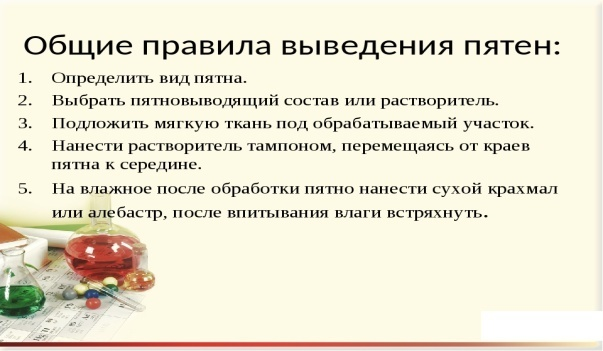 Общие правила выведения пятен:
1. Определить вид пятна.
2. Выбрать пятновыводящий состав или растворитель.
3. Подложить мягкую ткань под обрабатываемый участок.
4. Нанести растворитель тампоном, перемещаясь от краев
пятна к середине.
5. На влажное после обработки пятно нанести сухой крахмал
или алебастр, после впитывания влаги встряхнуть.